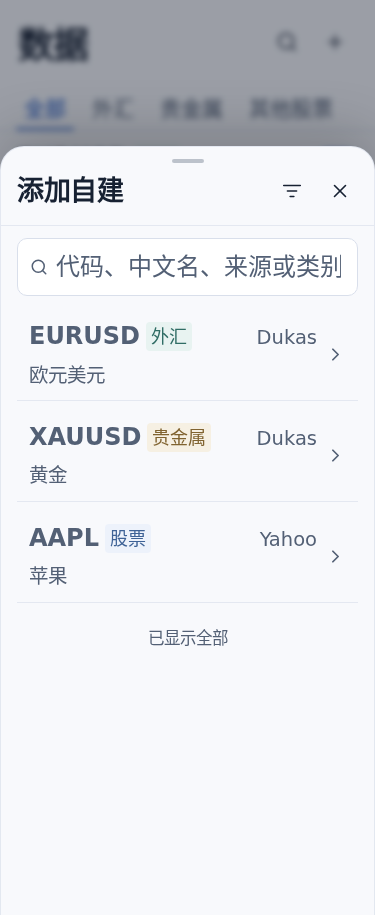 数据
全部 外汇 贵金属 其他股票
添加自建
代码、中文名、来源或类别
EURUSD 外汇 Dukas
欧元美元
XAUUSD 贵金属 Dukas
黄金
AAPL 股票 Yahoo
苹果
已显示全部